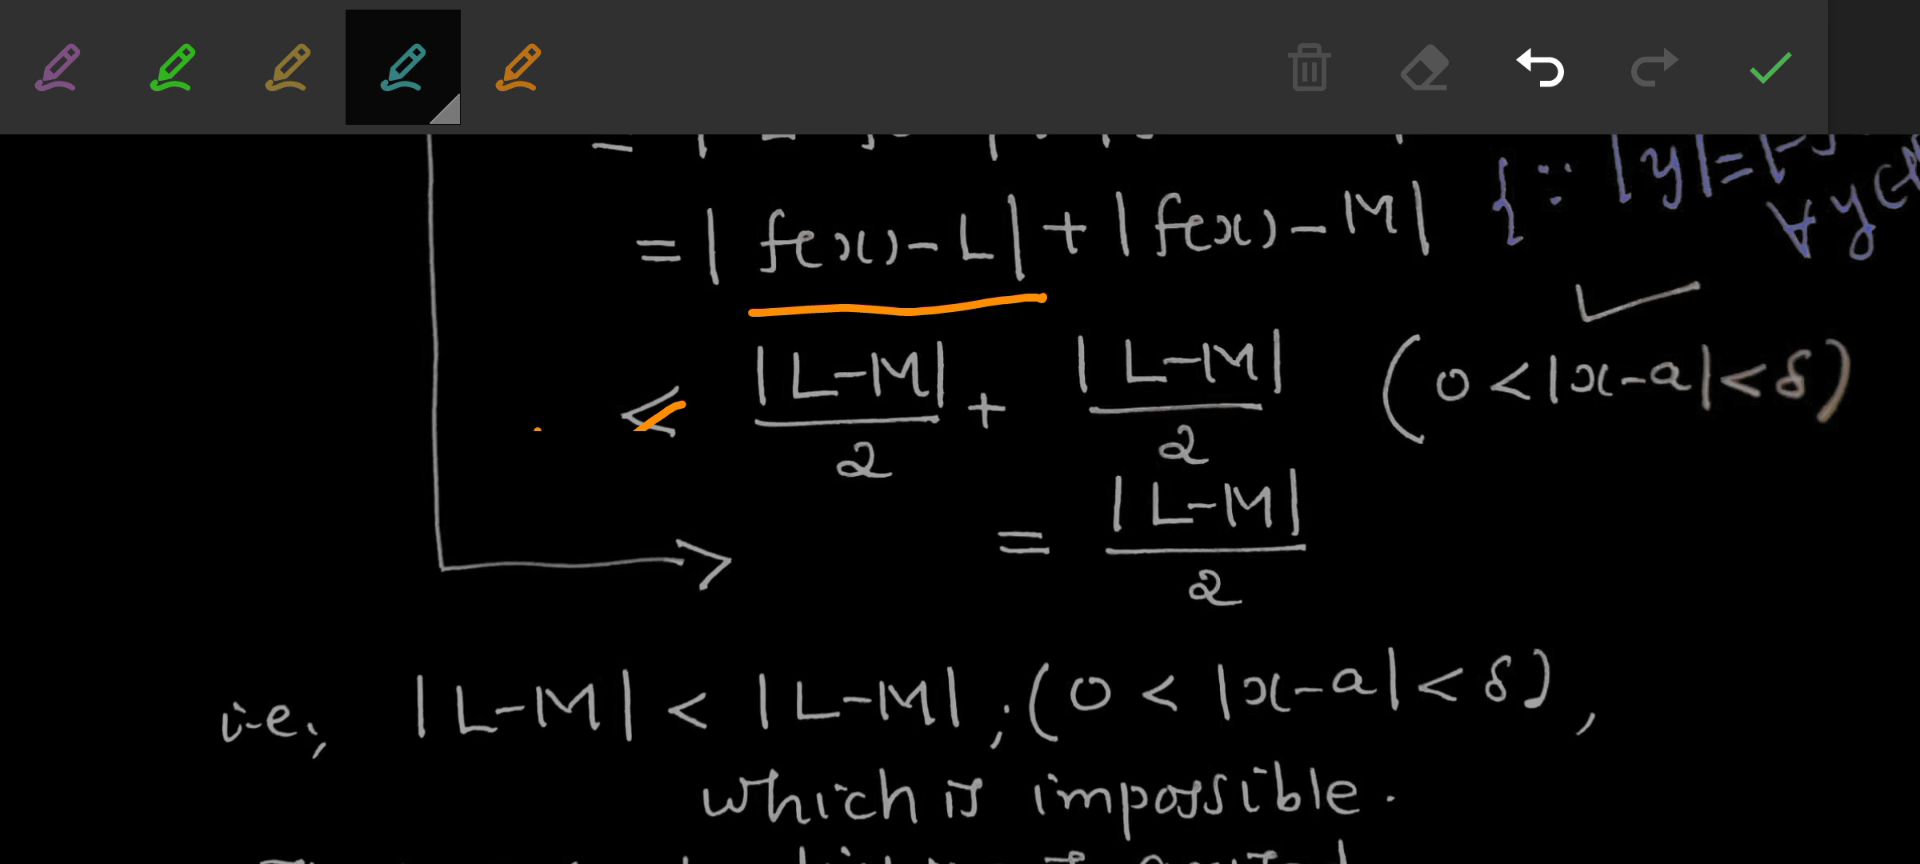 {∵ |y|=
∀ y
= | f(x) - L | + | f(x) - M |
< |L-M|/2 + |L-M|/2 (0 < |x-a| < δ)
= |L-M|/2
i.e., |L-M| < |L-M|; (0 < |x-a| < δ),
which is impossible.